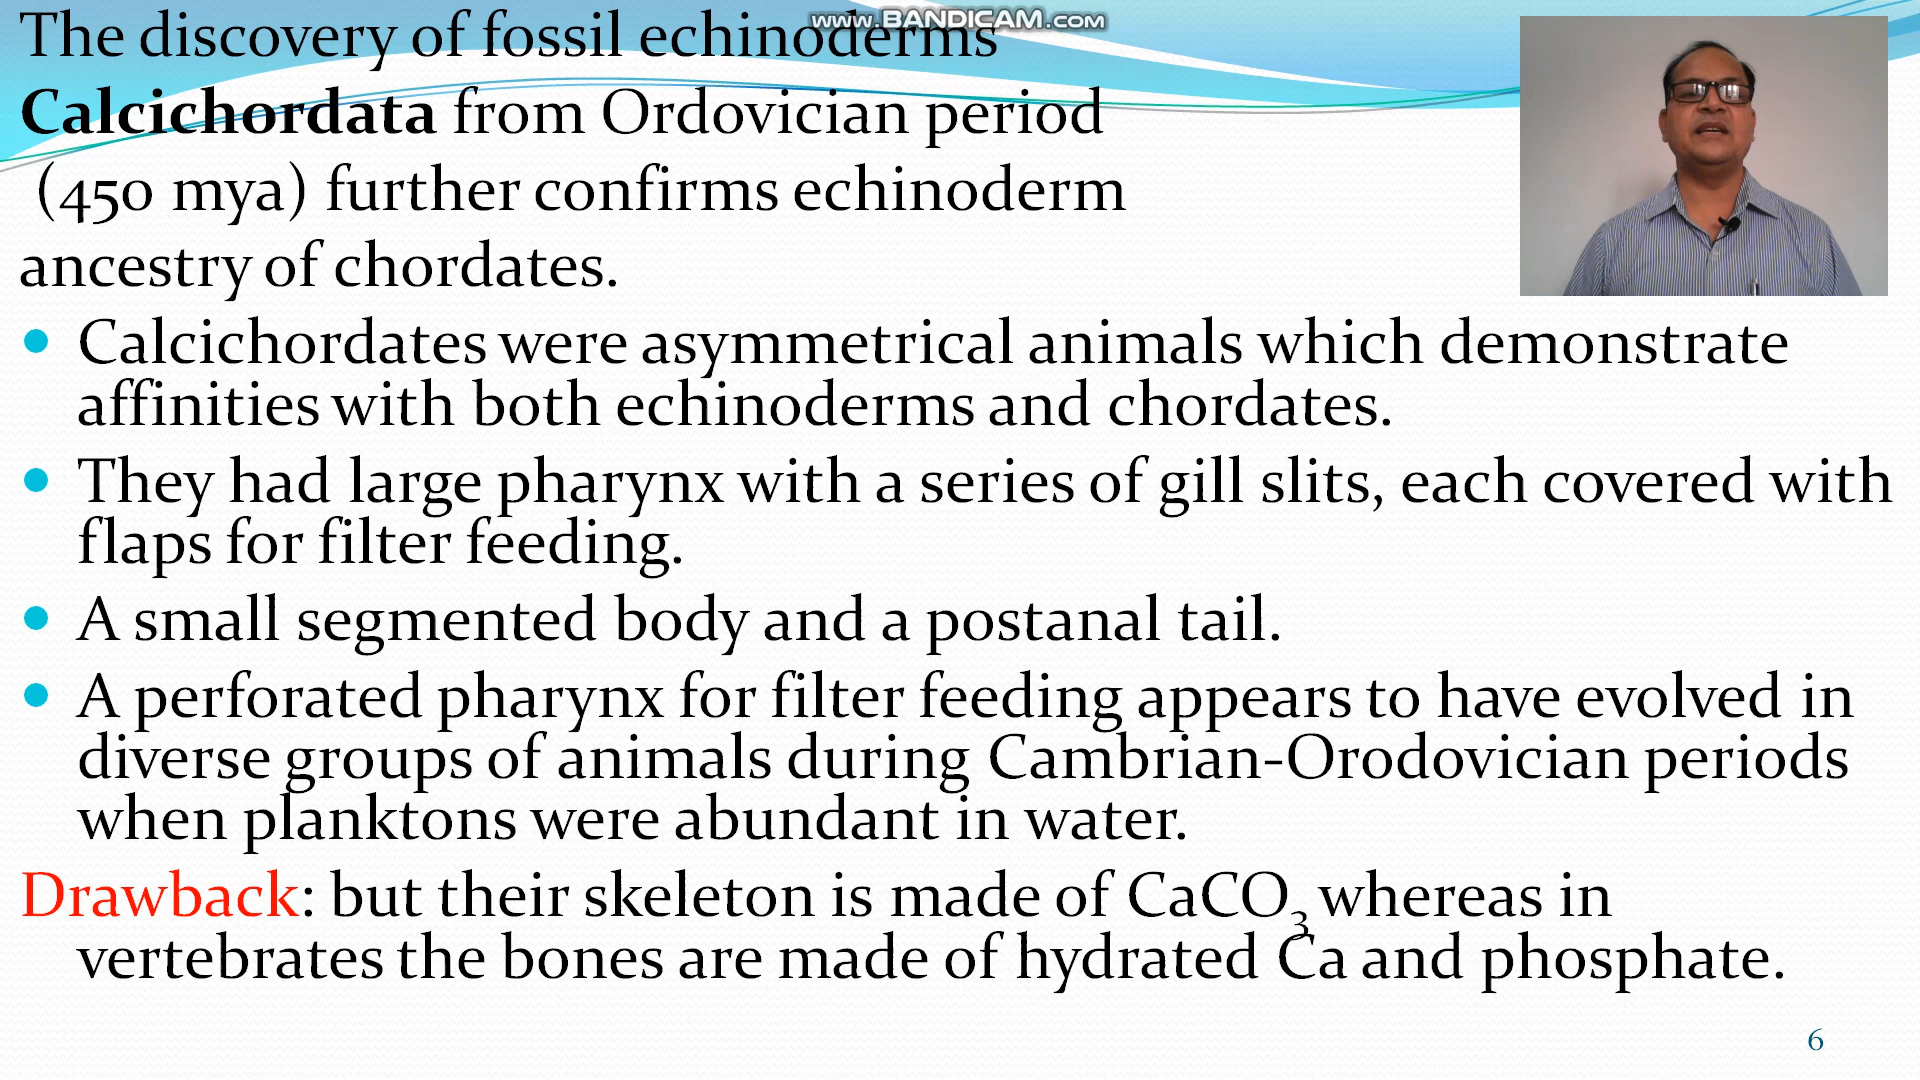 www.BANDICAM.com
The discovery of fossil echinoderms
Calcichordata from Ordovician period
(450 mya) further confirms echinoderm
ancestry of chordates.
• Calcichordates were asymmetrical animals which demonstrate
affinities with both echinoderms and chordates.
• They had large pharynx with a series of gill slits, each covered with
flaps for filter feeding.
• A small segmented body and a postanal tail.
• A perforated pharynx for filter feeding appears to have evolved in
diverse groups of animals during Cambrian-Orodovician periods
when planktons were abundant in water.
Drawback: but their skeleton is made of CaCO₃ whereas in
vertebrates the bones are made of hydrated Ca and phosphate.
6